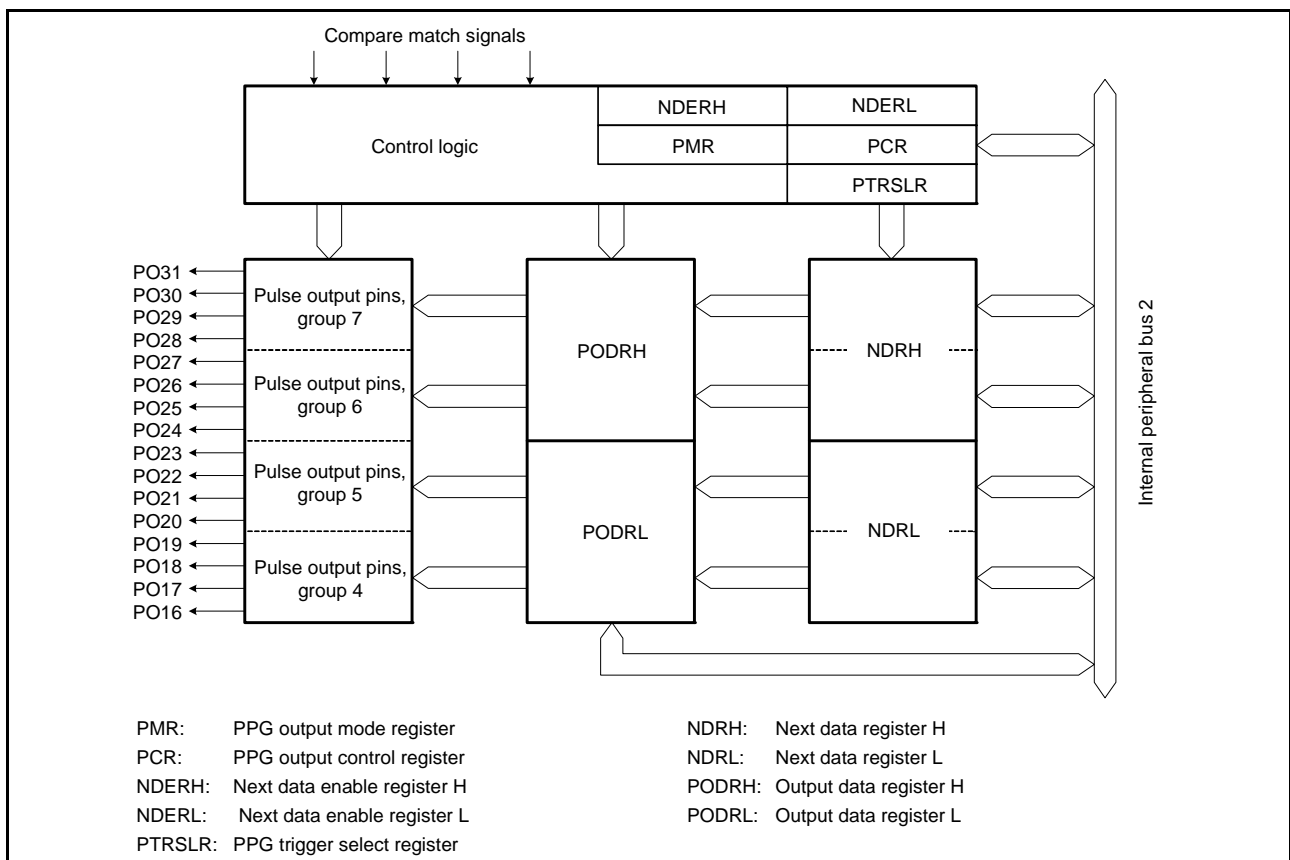 Compare match signals
NDERH
NDERL
Control logic
PMR
PCR
PTRSLR
PO31
PO30
PO29
PO28
PO27
PO26
PO25
PO24
PO23
PO22
PO21
PO20
PO19
PO18
PO17
PO16
Pulse output pins,
group 7
Pulse output pins,
group 6
Pulse output pins,
group 5
Pulse output pins,
group 4
PODRH
PODRL
NDRH
NDRL
Internal peripheral bus 2
PMR: PPG output mode register
PCR: PPG output control register
NDERH: Next data enable register H
NDERL: Next data enable register L
PTRSLR: PPG trigger select register
NDRH: Next data register H
NDRL: Next data register L
PODRH: Output data register H
PODRL: Output data register L